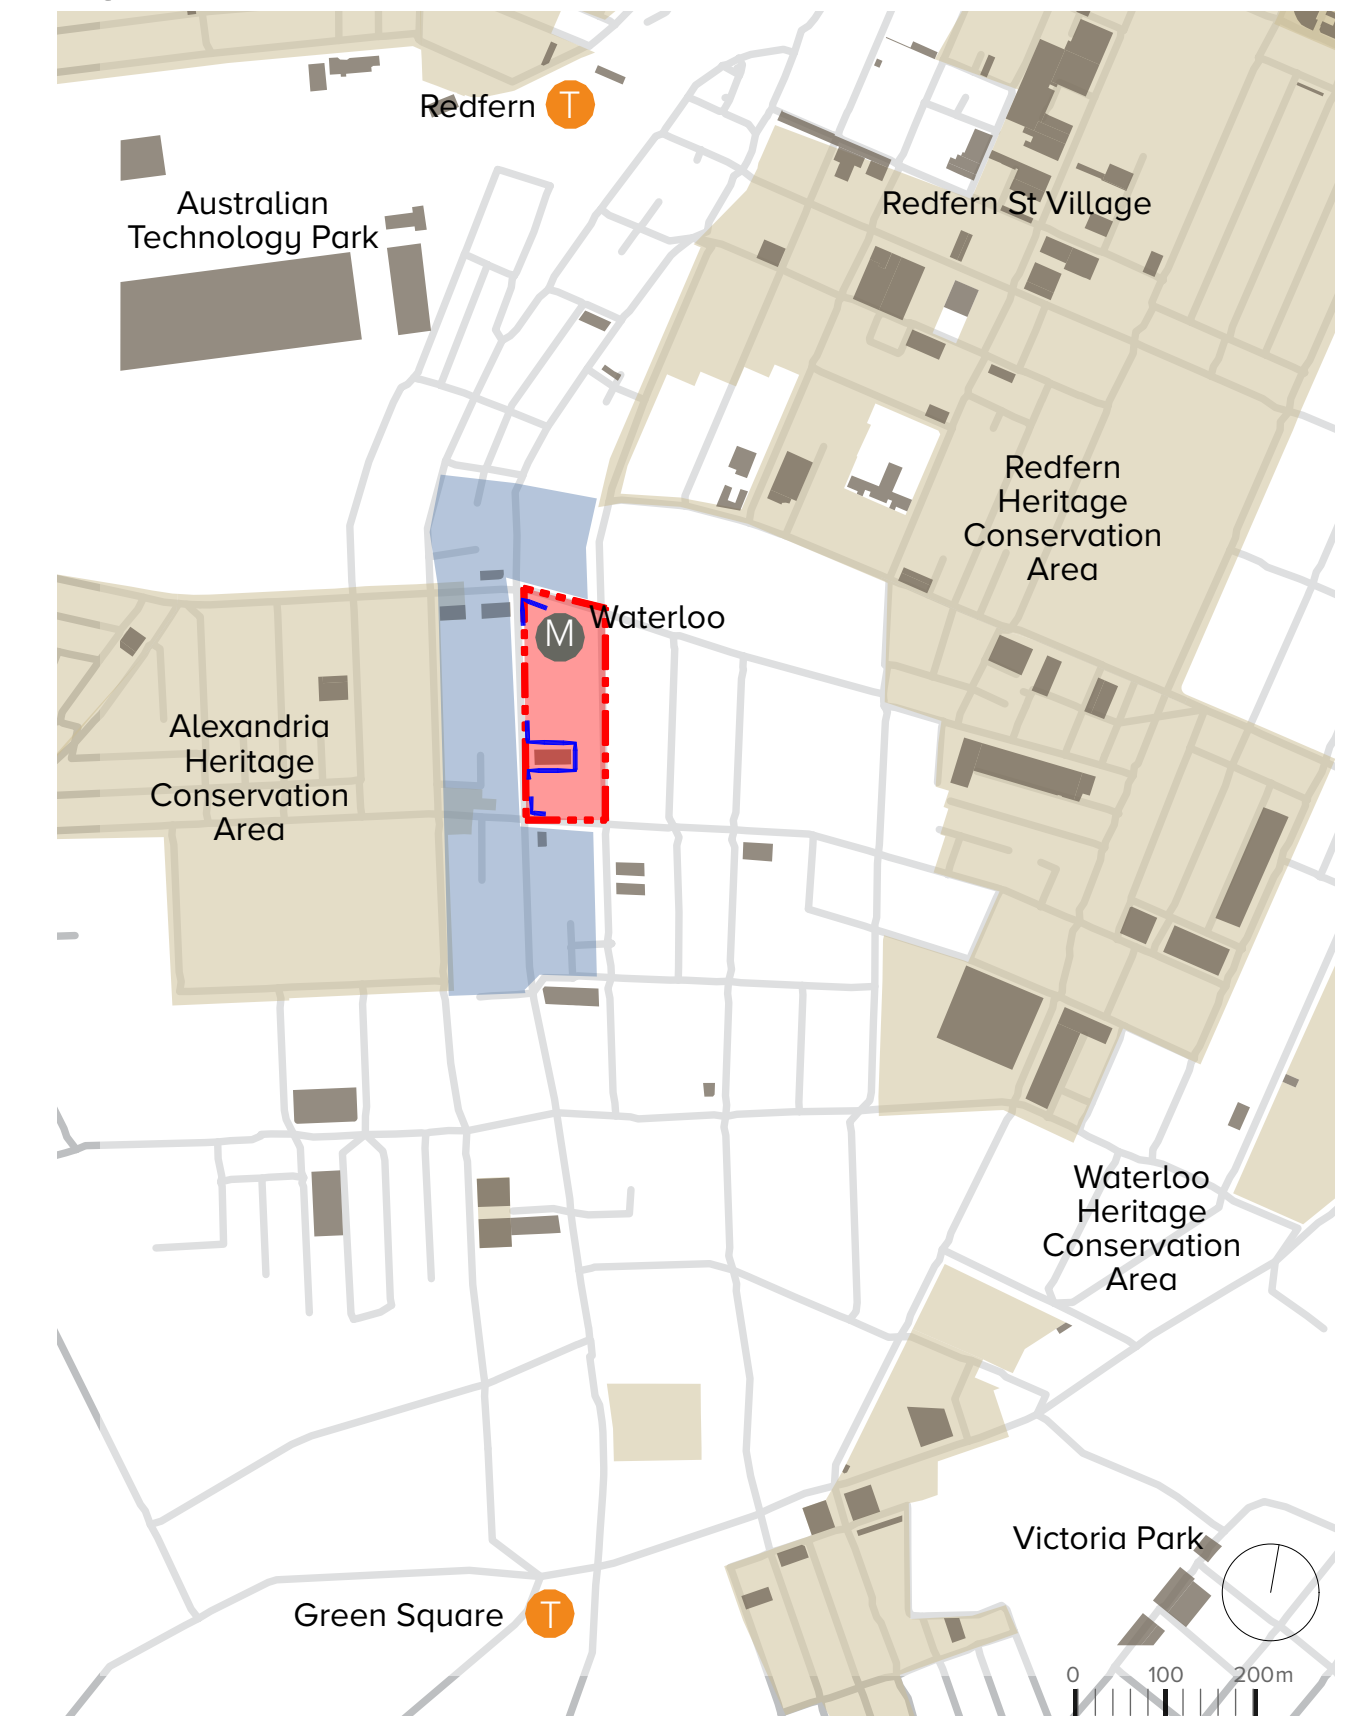 Redfern T
Australian
Technology Park
Redfern St Village
Redfern
Heritage
Conservation
Area
M Waterloo
Alexandria
Heritage
Conservation
Area
Waterloo
Heritage
Conservation
Area
Victoria Park
Green Square T
0 100 200m